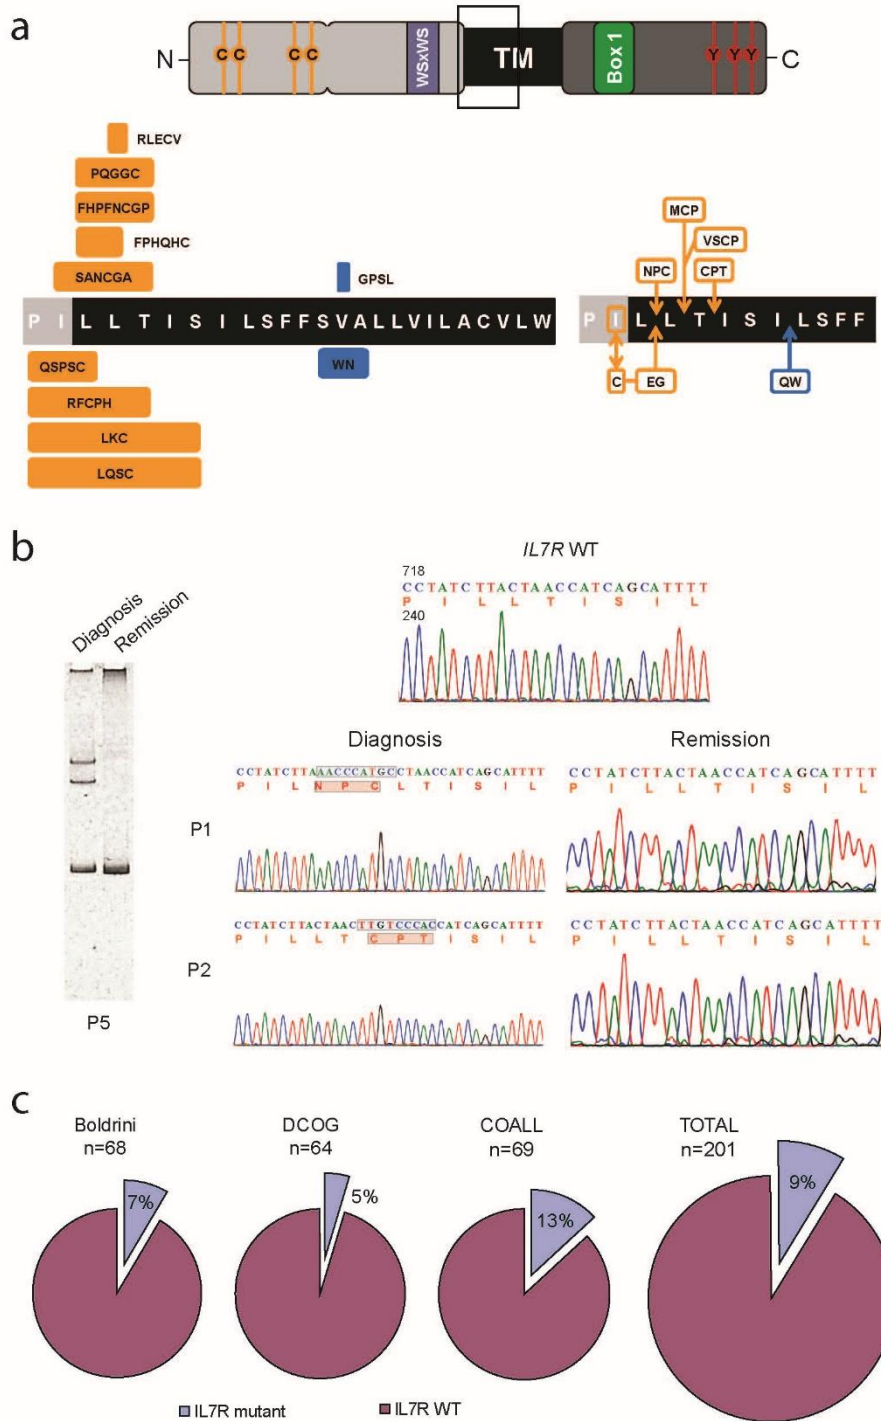 a
N
C C C C
WSxWS
TM
Box 1
Y Y Y
C
RLECV
PQGGC
FHPFNCGP
FPHQHC
SANCGA
GPSL
P I L L T I S I L S F F S V A L L V I L A C V L W
QSPSC
WN
RFCPH
LKC
LQSC
MCP
VSCP
NPC
CPT
P I L L T I S I L S F F
C
EG
QW
b
IL7R WT
718
CCTATCTTACTAACCATCAGCATTTT
P I L L T I S I L
240
Diagnosis
Remission
P5
Diagnosis
Remission
P1
CCTATCTTAAACCCATGCCTAACCATCAGCATTTT
P I L N P C L T I S I L
CCTATCTTACTAACCATCAGCATTTT
P I L L T I S I L
P2
CCTATCTTACTAACTTGTCCCACCATCAGCATTTT
P I L L T C P T I S I L
CCTATCTTACTAACCATCAGCATTTT
P I L L T I S I L
c
Boldrini
n=68
7%
DCOG
n=64
5%
COALL
n=69
13%
TOTAL
n=201
9%
IL7R mutant
IL7R WT